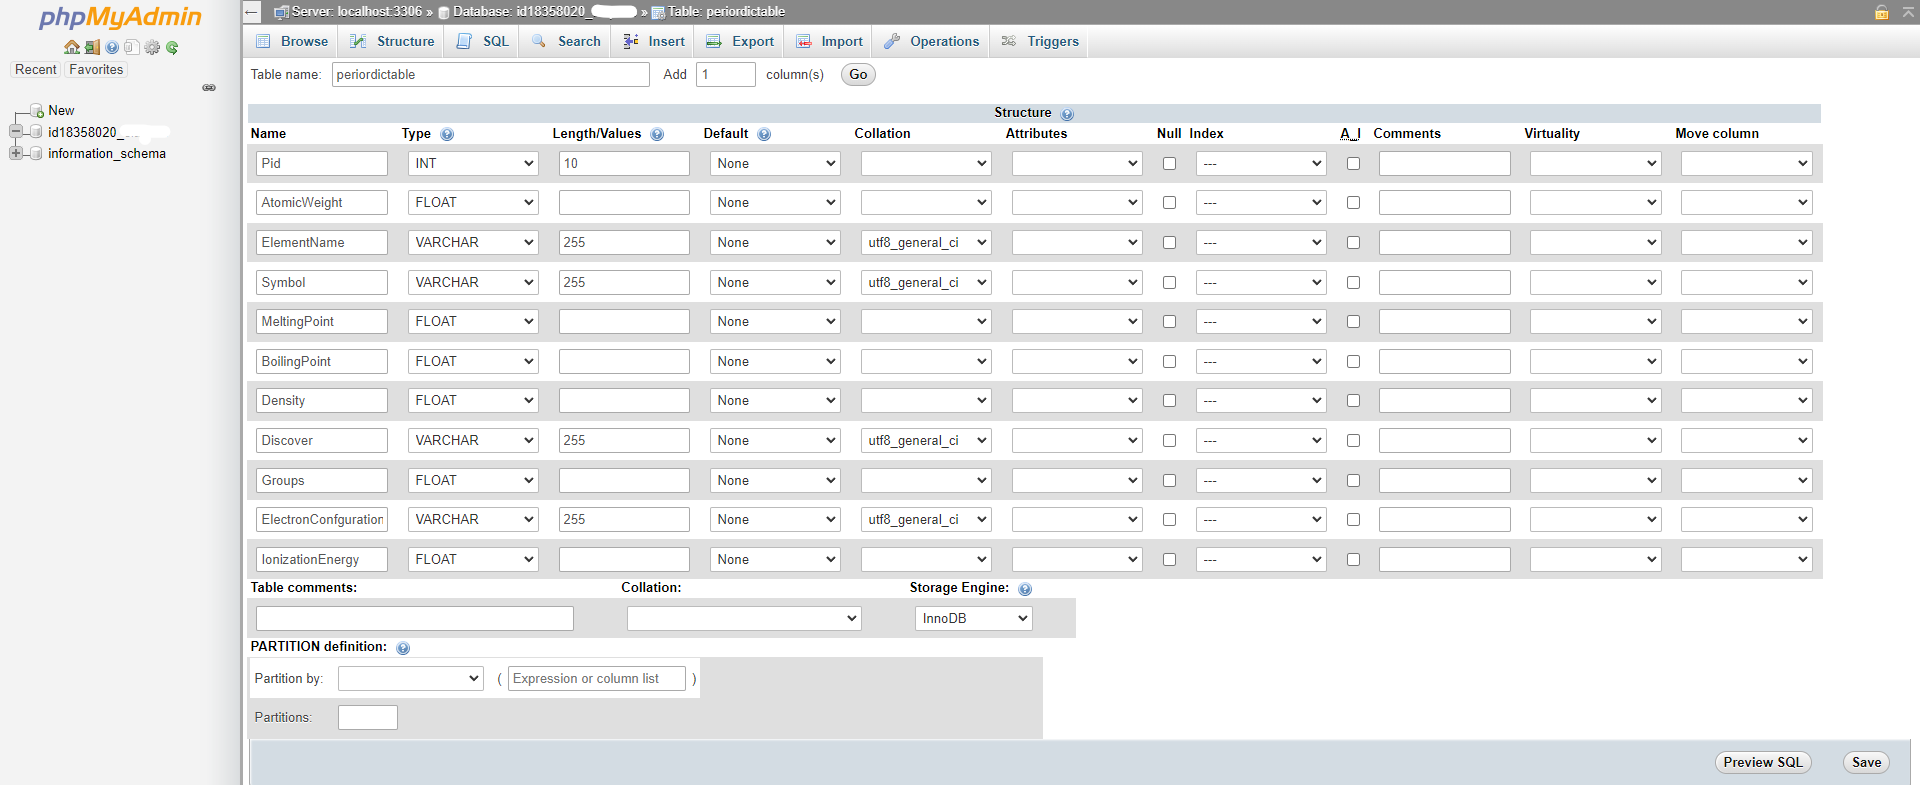 phpMyAdmin
Recent Favorites
New
id18358020_
information_schema
Server: localhost:3306 » Database: id18358020_ » Table: periordictable
Browse Structure SQL Search Insert Export Import Operations Triggers
Table name: periordictable Add 1 column(s) Go
Structure
Name Type Length/Values Default Collation Attributes Null Index A_I Comments Virtuality Move column
Pid INT 10 None ---
AtomicWeight FLOAT None ---
ElementName VARCHAR 255 None utf8_general_ci ---
Symbol VARCHAR 255 None utf8_general_ci ---
MeltingPoint FLOAT None ---
BoilingPoint FLOAT None ---
Density FLOAT None ---
Discover VARCHAR 255 None utf8_general_ci ---
Groups FLOAT None ---
ElectronConfguration VARCHAR 255 None utf8_general_ci ---
IonizationEnergy FLOAT None ---
Table comments: Collation: Storage Engine:
InnoDB
PARTITION definition:
Partition by: ( Expression or column list )
Partitions:
Preview SQL Save